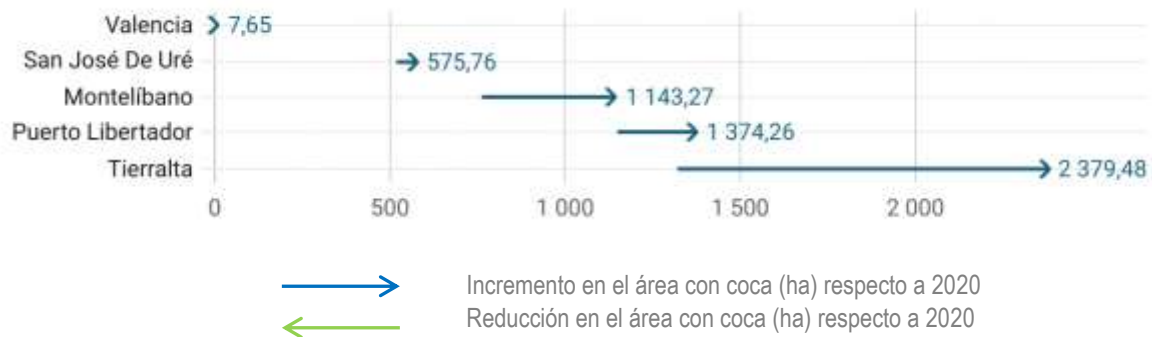 Valencia 7,65
San José De Uré 575,76
Montelíbano 1 143,27
Puerto Libertador 1 374,26
Tierralta 2 379,48
0 500 1 000 1 500 2 000
Incremento en el área con coca (ha) respecto a 2020
Reducción en el área con coca (ha) respecto a 2020